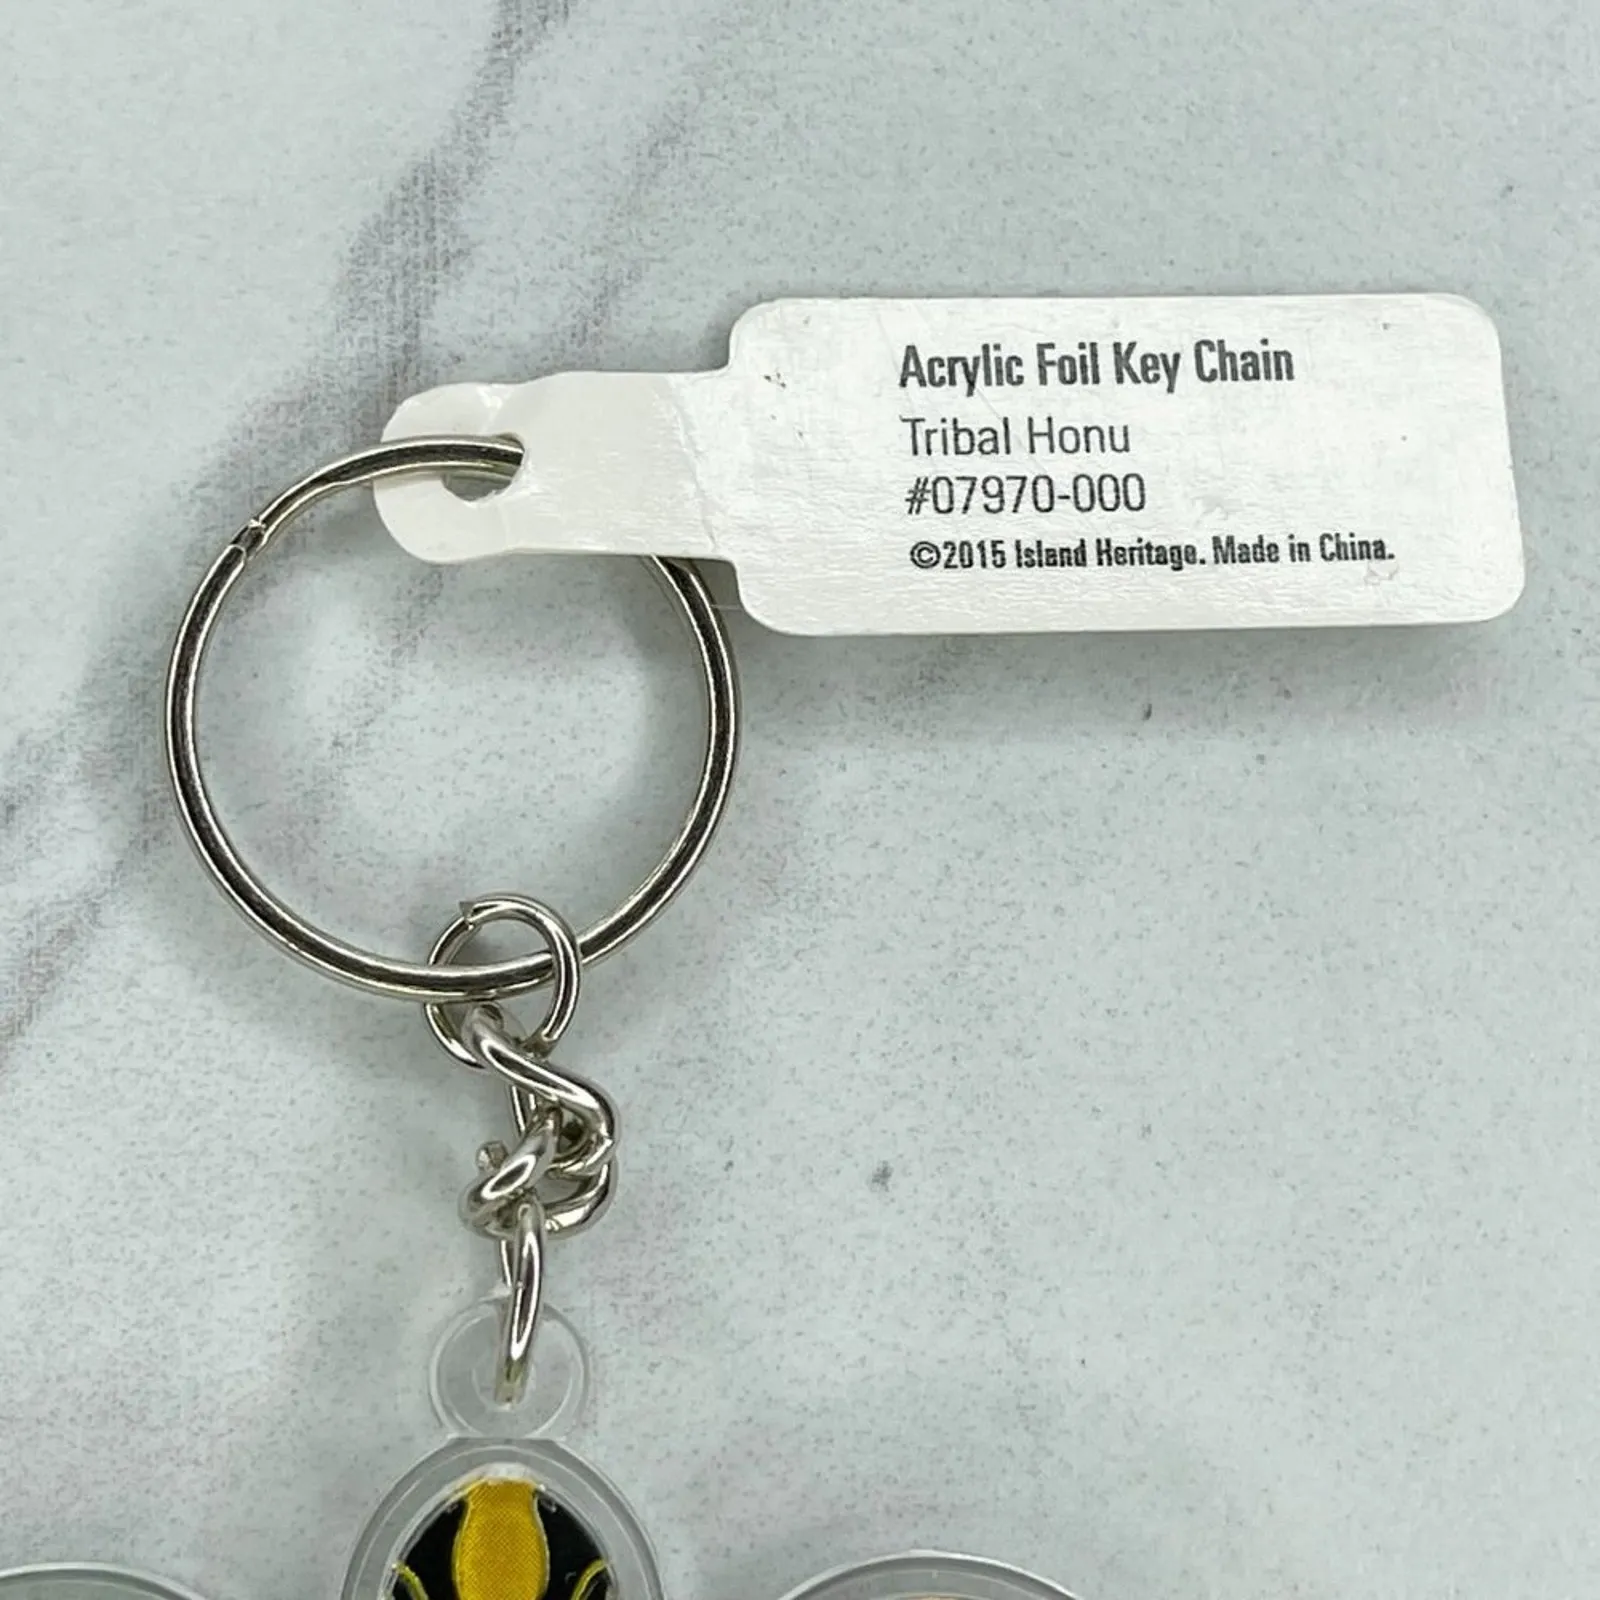 Acrylic Foil Key Chain
Tribal Honu
#07970-000
©2015 Island Heritage. Made in China.